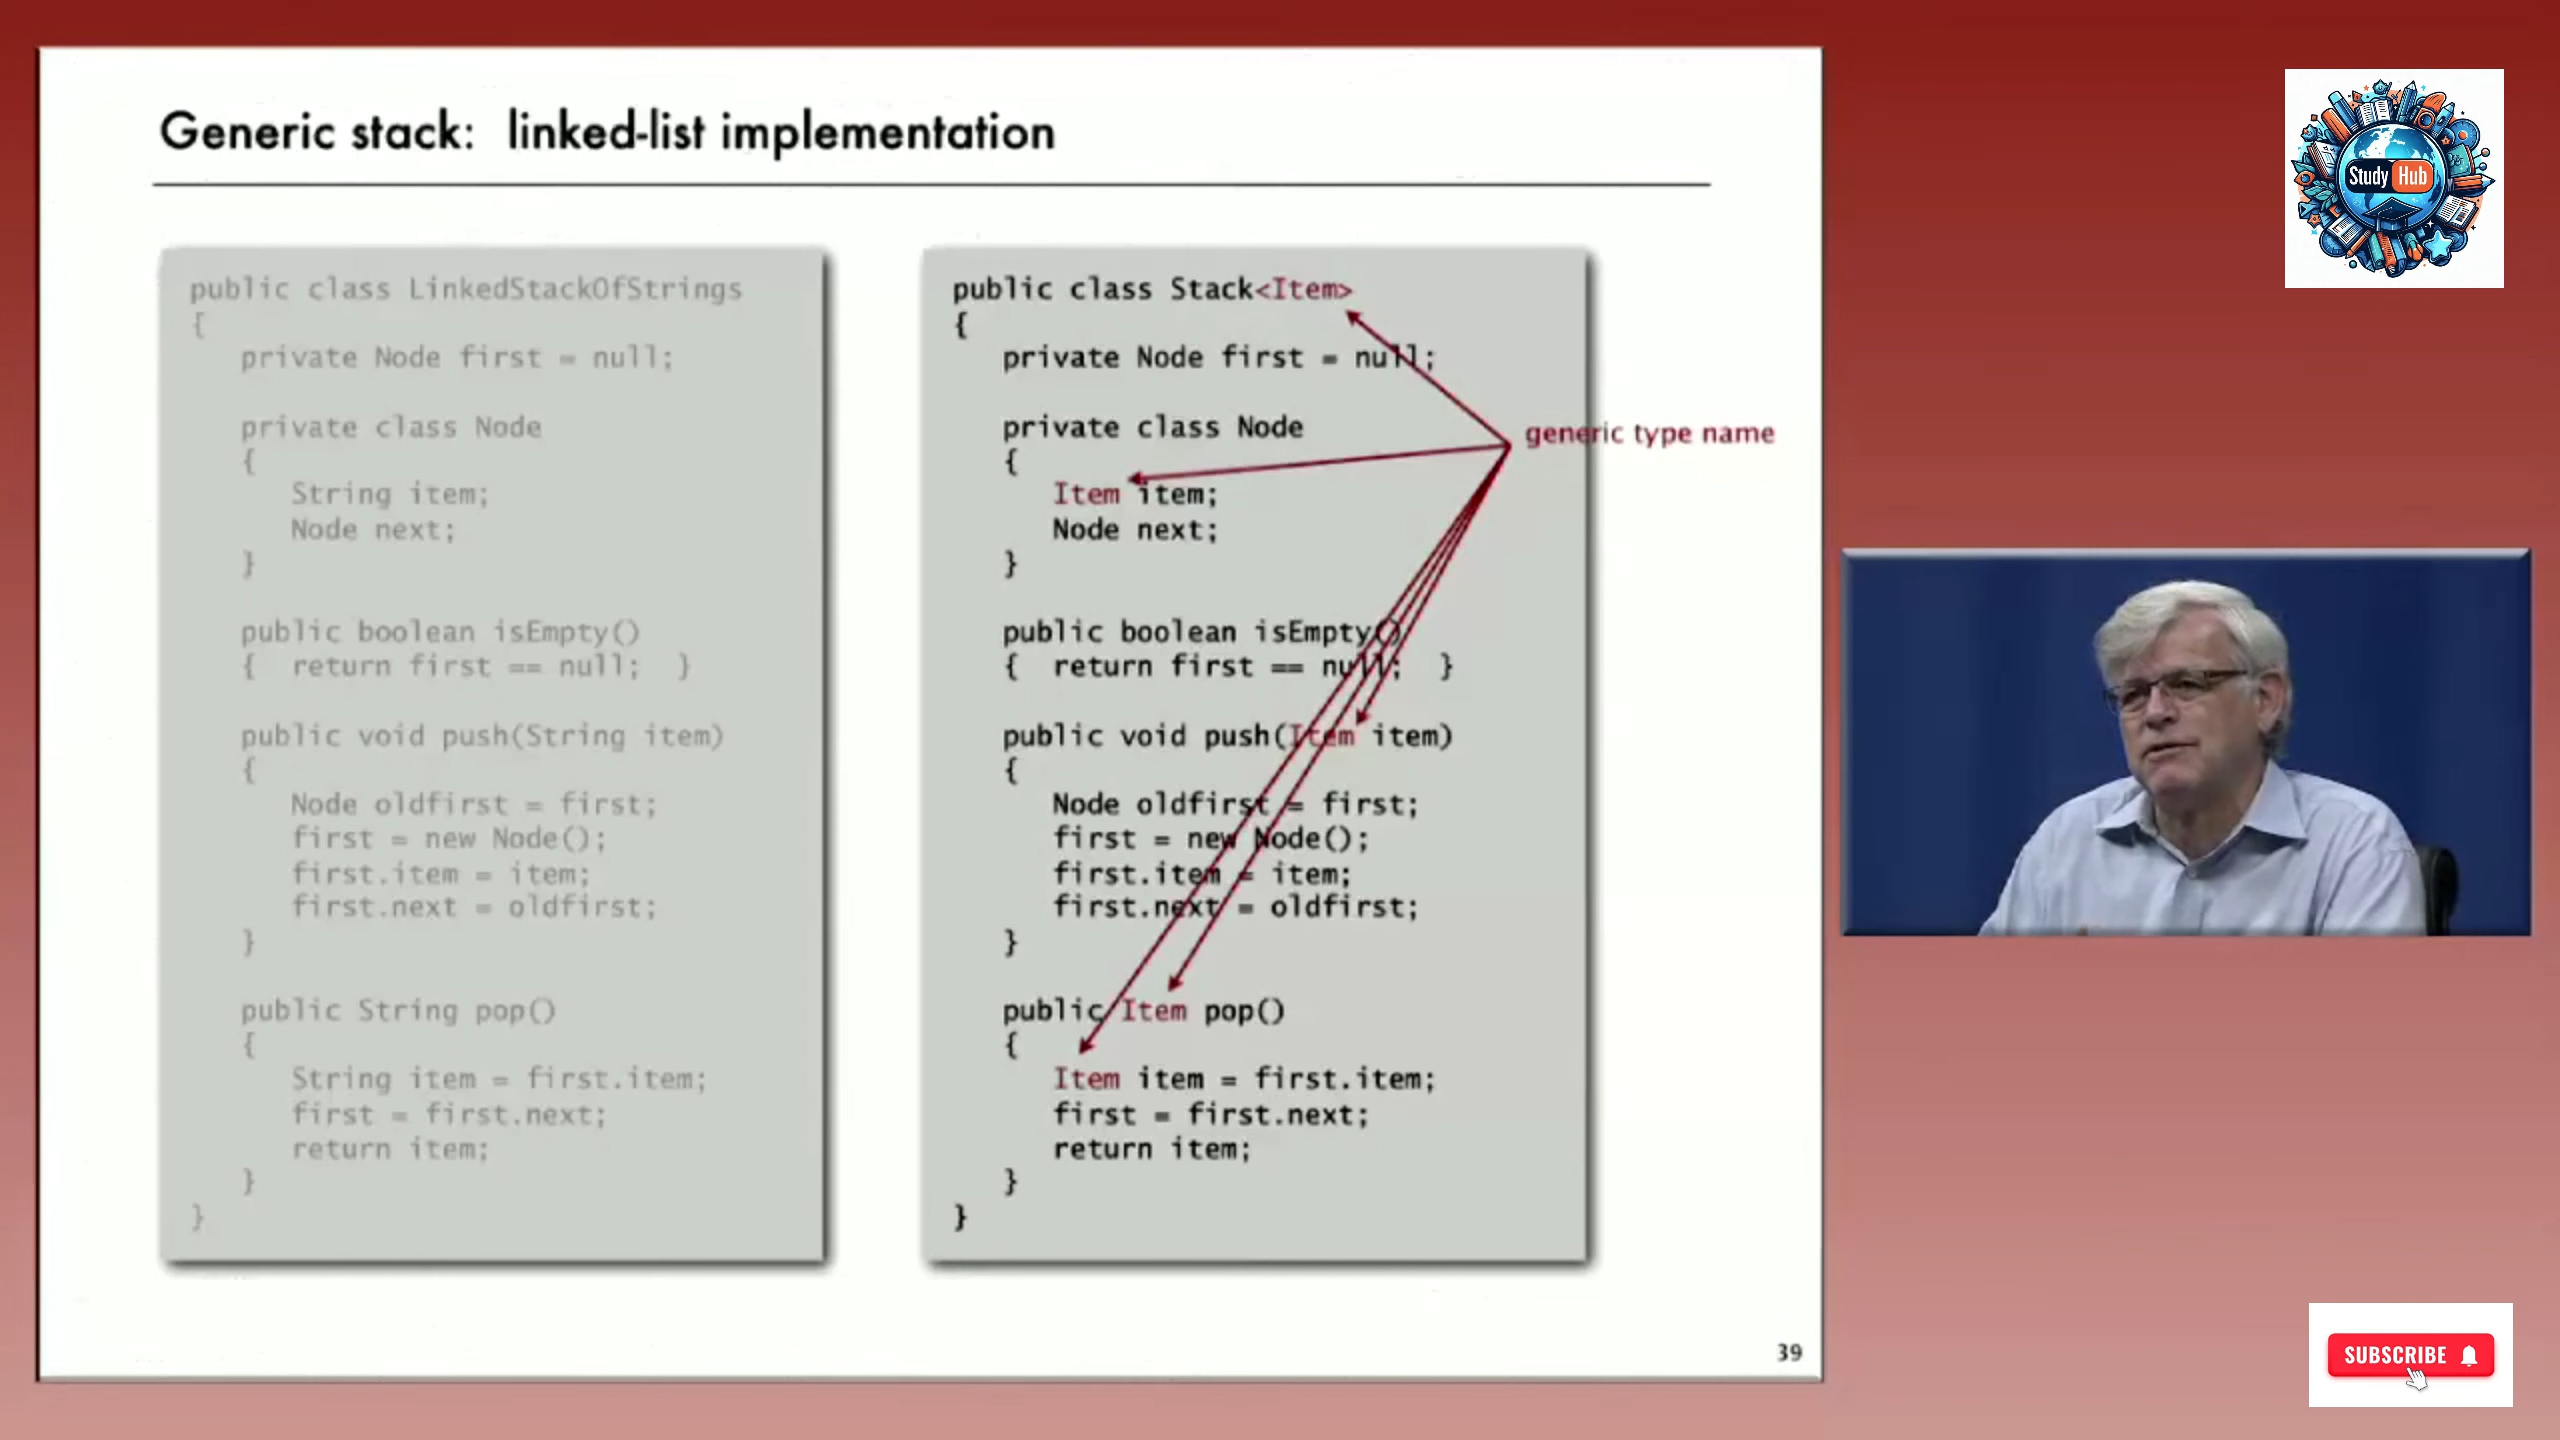 Generic stack: linked-list implementation
public class LinkedStackOfStrings
{
private Node first = null;
private class Node
{
String item;
Node next;
}
public boolean isEmpty()
{ return first == null; }
public void push(String item)
{
Node oldfirst = first;
first = new Node();
first.item = item;
first.next = oldfirst;
}
public String pop()
{
String item = first.item;
first = first.next;
return item;
}
}
public class Stack<Item>
{
private Node first = null;
private class Node
{
Item item;
Node next;
}
public boolean isEmpty()
{ return first == null; }
public void push(Item item)
{
Node oldfirst = first;
first = new Node();
first.item = item;
first.next = oldfirst;
}
public Item pop()
{
Item item = first.item;
first = first.next;
return item;
}
}
generic type name
39
Study Hub
SUBSCRIBE